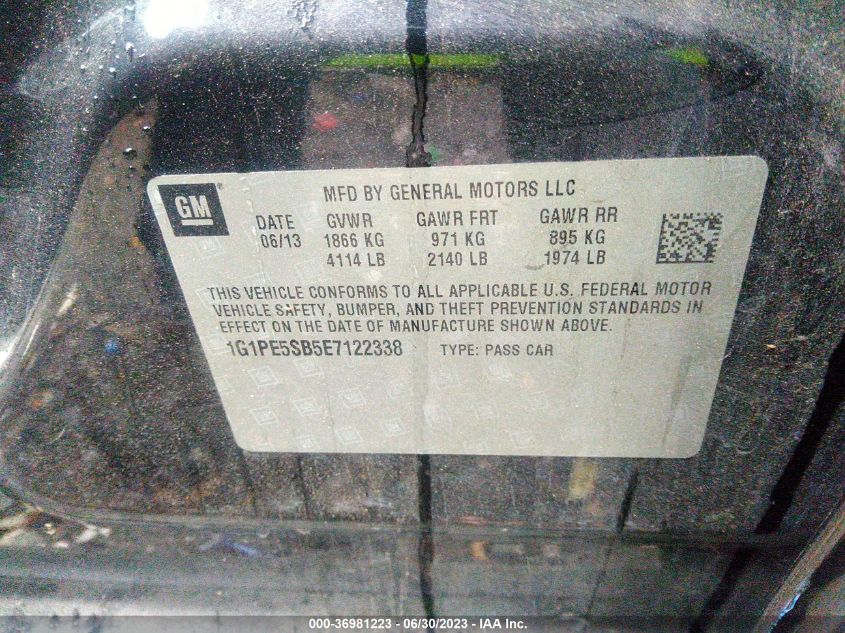 GM ®
MFD BY GENERAL MOTORS LLC
DATE GVWR GAWR FRT GAWR RR
06/13 1866 KG 971 KG 895 KG
4114 LB 2140 LB 1974 LB
THIS VEHICLE CONFORMS TO ALL APPLICABLE U.S. FEDERAL MOTOR
VEHICLE SAFETY, BUMPER, AND THEFT PREVENTION STANDARDS IN
EFFECT ON THE DATE OF MANUFACTURE SHOWN ABOVE.
1G1PE5SB5E7122338 TYPE: PASS CAR
000-36981223 - 06/30/2023 - IAA Inc.